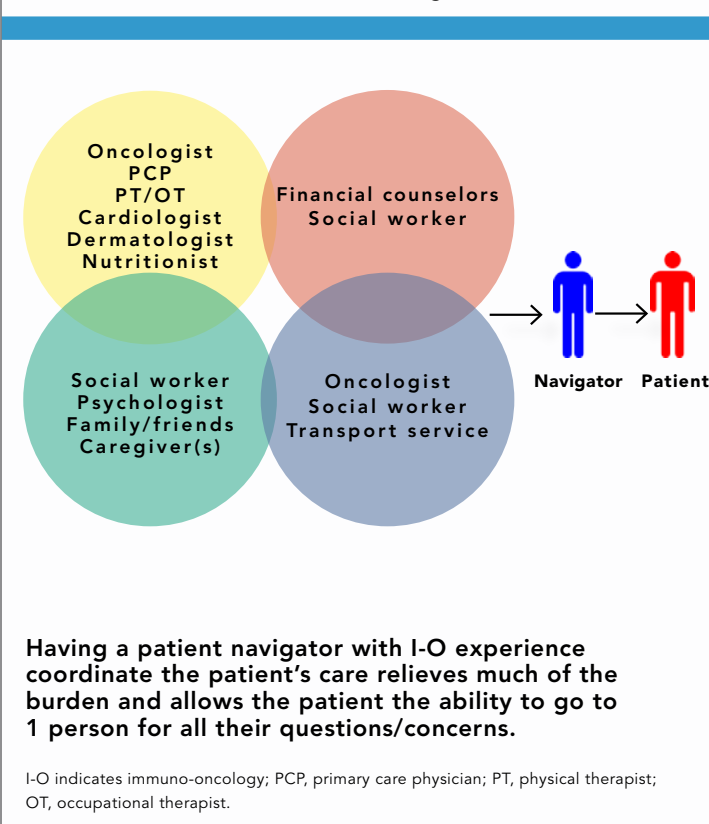 Oncologist
PCP
PT/OT
Cardiologist
Dermatologist
Nutritionist
Financial counselors
Social worker
Social worker
Psychologist
Family/friends
Caregiver(s)
Oncologist
Social worker
Transport service
Navigator
Patient
Having a patient navigator with I-O experience
coordinate the patient’s care relieves much of the
burden and allows the patient the ability to go to
1 person for all their questions/concerns.
I-O indicates immuno-oncology; PCP, primary care physician; PT, physical therapist;
OT, occupational therapist.